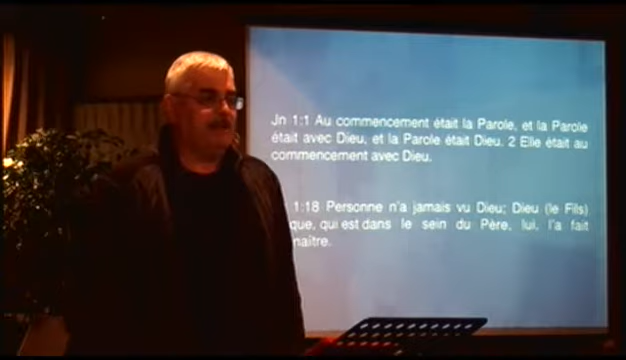 Jn 1:1 Au commencement était la Parole, et la Parole
était avec Dieu, et la Parole était Dieu. 2 Elle était au
commencement avec Dieu.
1:18 Personne n'a jamais vu Dieu; Dieu (le Fils)
que, qui est dans le sein du Père, lui, l'a fait
naître.